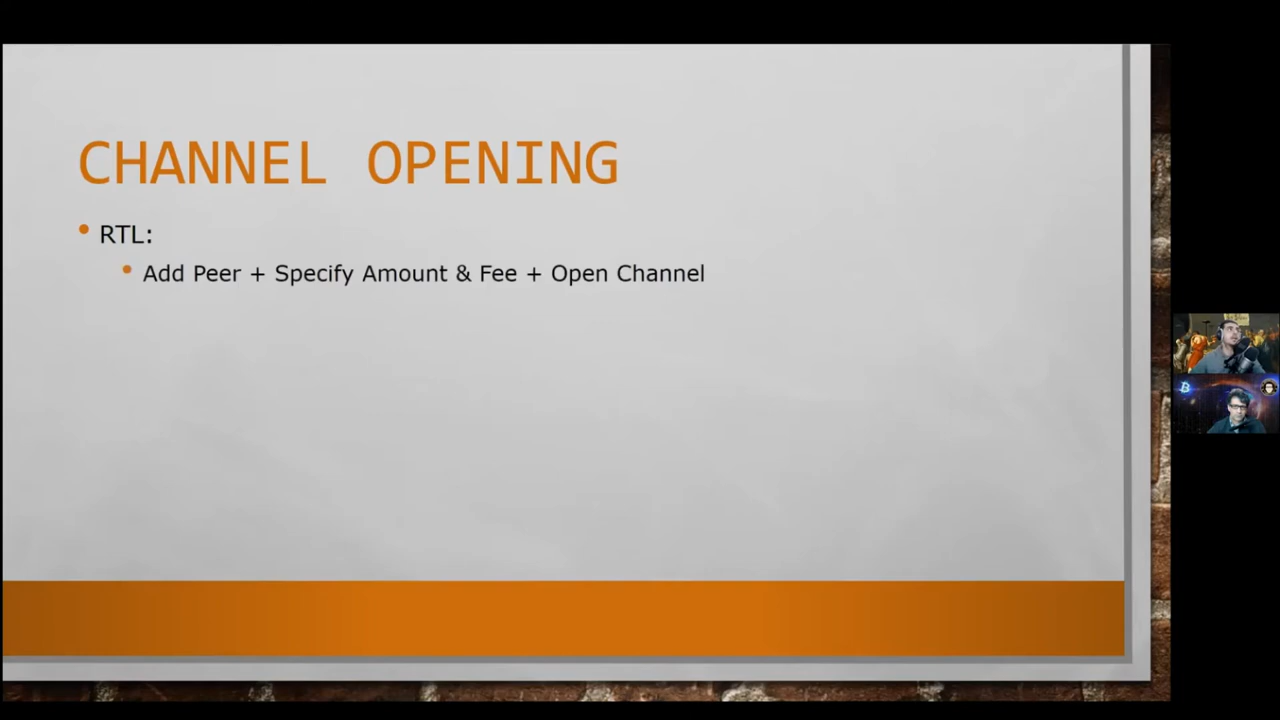 CHANNEL OPENING
RTL:
Add Peer + Specify Amount & Fee + Open Channel